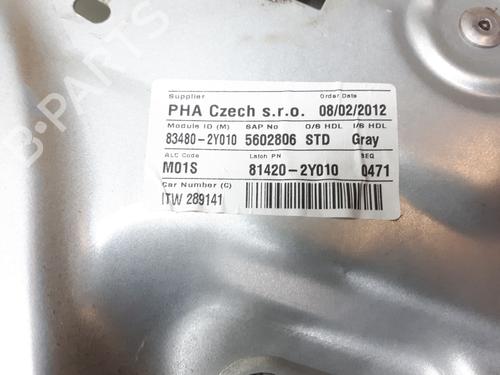 Supplier Order Date
PHA Czech s.r.o. 08/02/2012
Module ID (M) SAP No O/S HDL I/S HDL
83480-2Y010 5602806 STD Gray
ALC Code Latch PN SEQ
M01S 81420-2Y010 0471
Car Number (C)
ITW 289141
B-PARTS